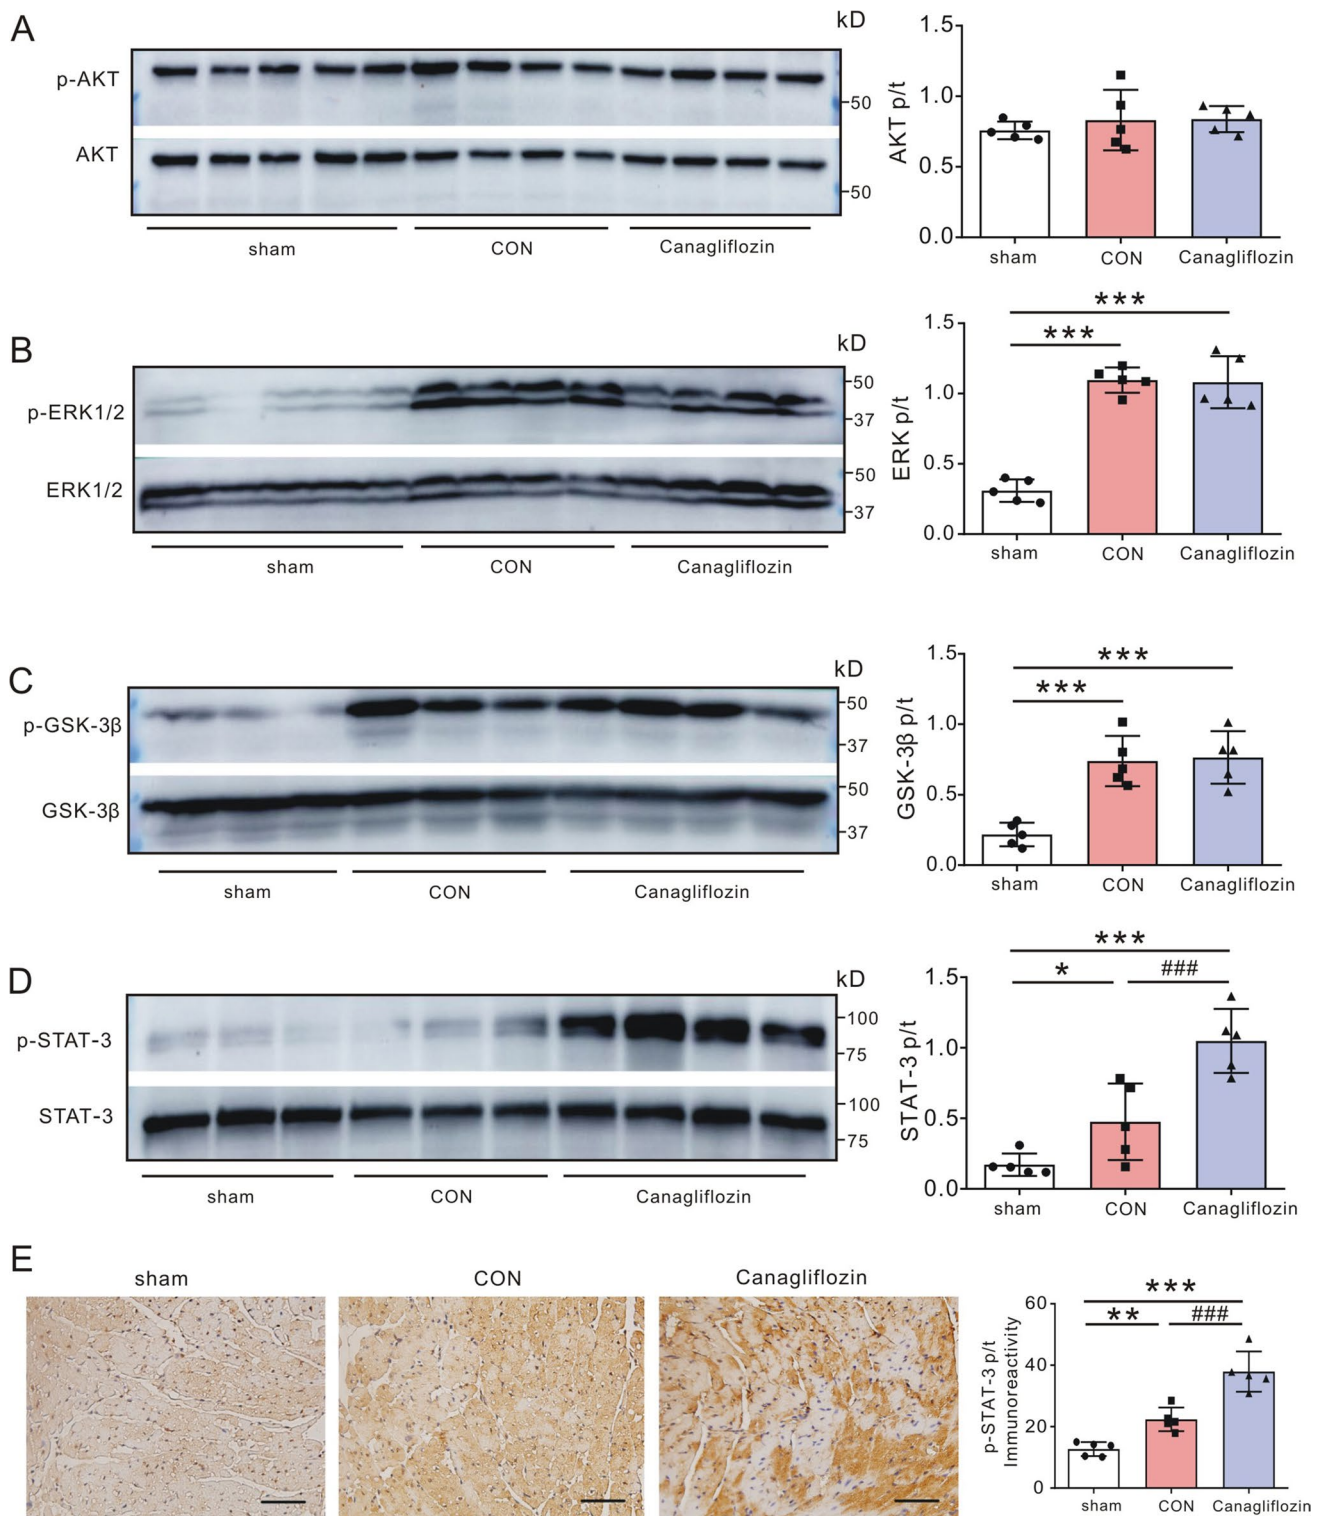 A
kD
p-AKT
50
AKT
50
sham CON Canagliflozin
AKT p/t
1.5
1.0
0.5
0.0
sham CON Canagliflozin
B
kD
p-ERK1/2
50
37
ERK1/2
50
37
sham CON Canagliflozin
ERK p/t
1.5
1.0
0.5
0.0
***
***
sham CON Canagliflozin
C
kD
p-GSK-3β
50
37
GSK-3β
50
37
sham CON Canagliflozin
GSK-3β p/t
1.5
1.0
0.5
0.0
***
***
sham CON Canagliflozin
D
kD
p-STAT-3
100
75
STAT-3
100
75
sham CON Canagliflozin
STAT-3 p/t
1.5
1.0
0.5
0.0
***
* ###
sham CON Canagliflozin
E
sham CON Canagliflozin
p-STAT-3 p/t
Immunoreactivity
60
40
20
0
***
** ###
sham CON Canagliflozin